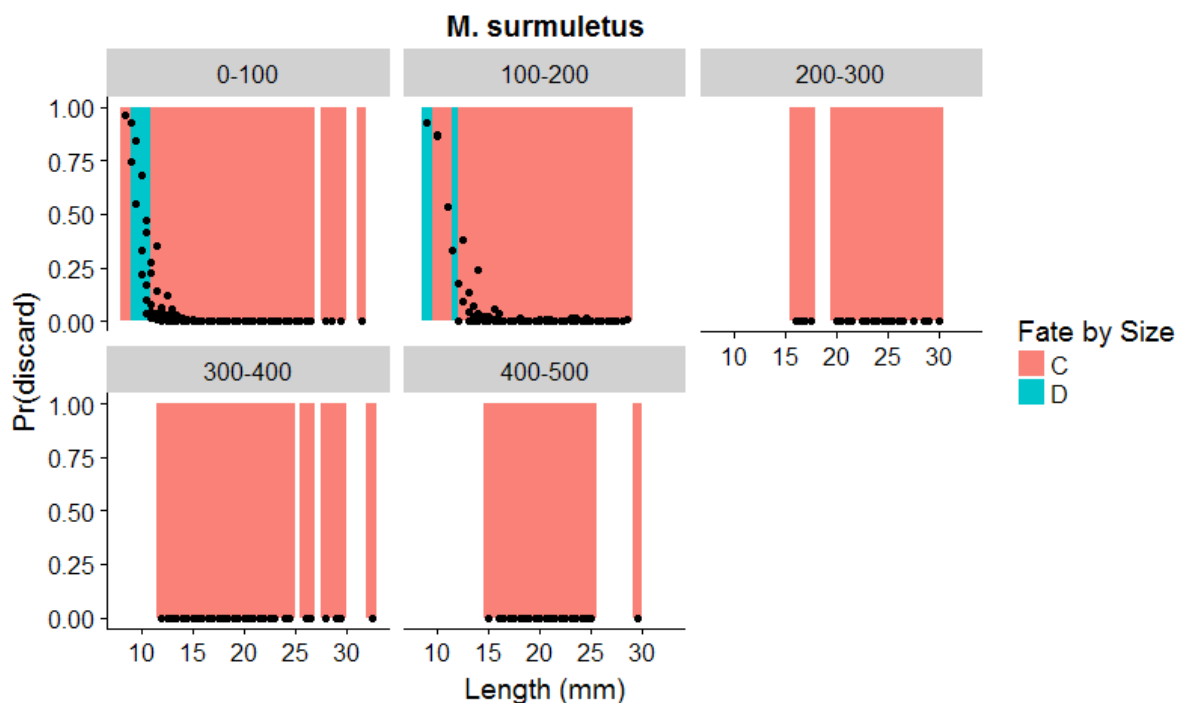 M. surmuletus
0-100 100-200 200-300
1.00
0.75
0.50
0.25
0.00
10 15 20 25 30
Pr(discard)
Fate by Size
C
D
300-400 400-500
1.00
0.75
0.50
0.25
0.00
10 15 20 25 30 10 15 20 25 30
Length (mm)